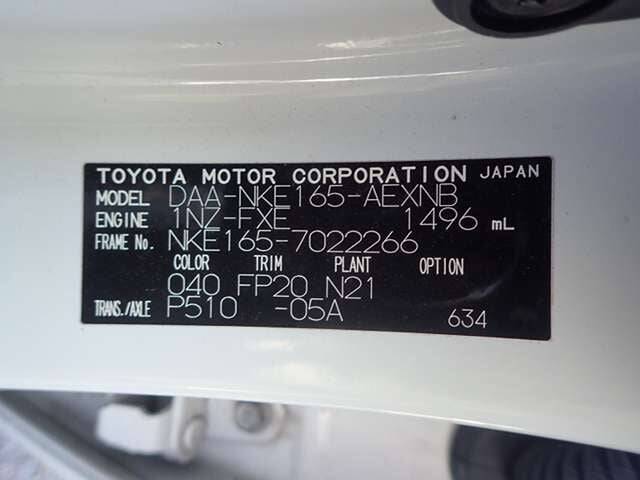 TOYOTA MOTOR CORPORATION JAPAN
MODEL DAA-NKE165-AEXNB
ENGINE 1NZ-FXE 1496 mL
FRAME No. NKE165-7022266
COLOR TRIM PLANT OPTION
040 FP20 N21
TRANS./AXLE P510 -05A 634